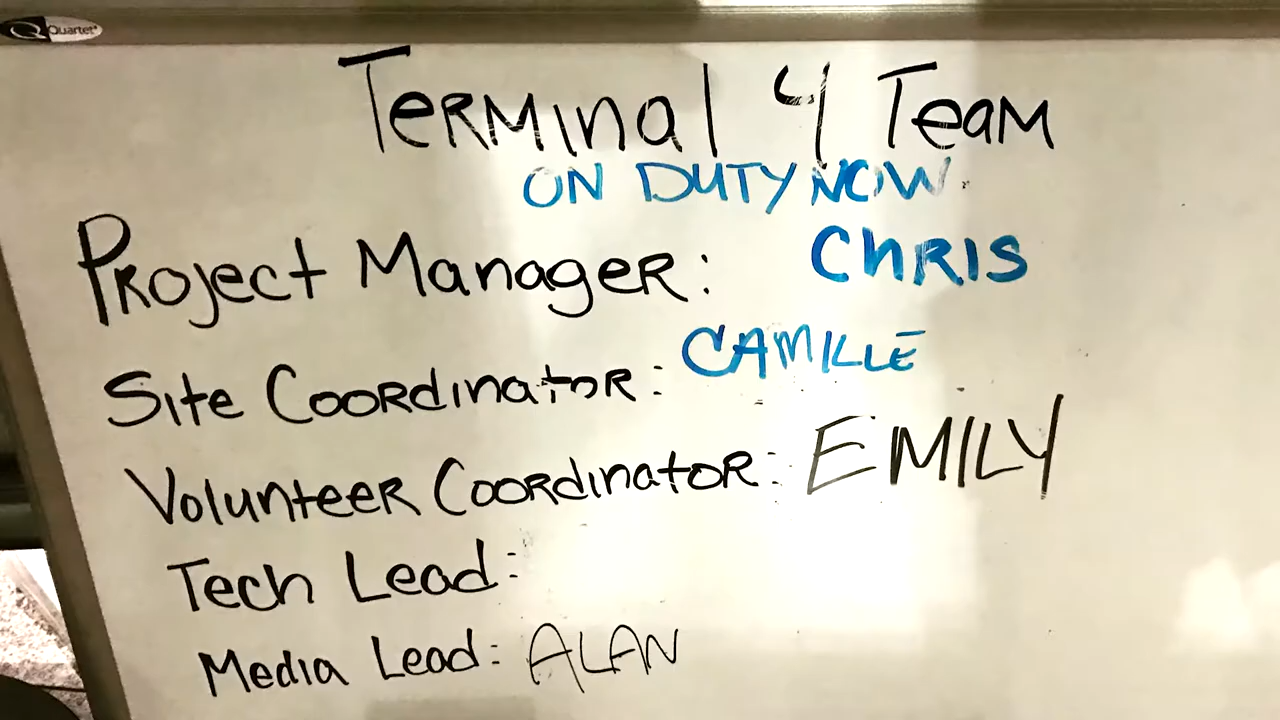 Quartet
Terminal 4 Team
ON DUTY NOW
Project Manager: CHRIS
Site Coordinator: CAMILLE
Volunteer Coordinator: EMILY
Tech Lead:
Media Lead: ALAN